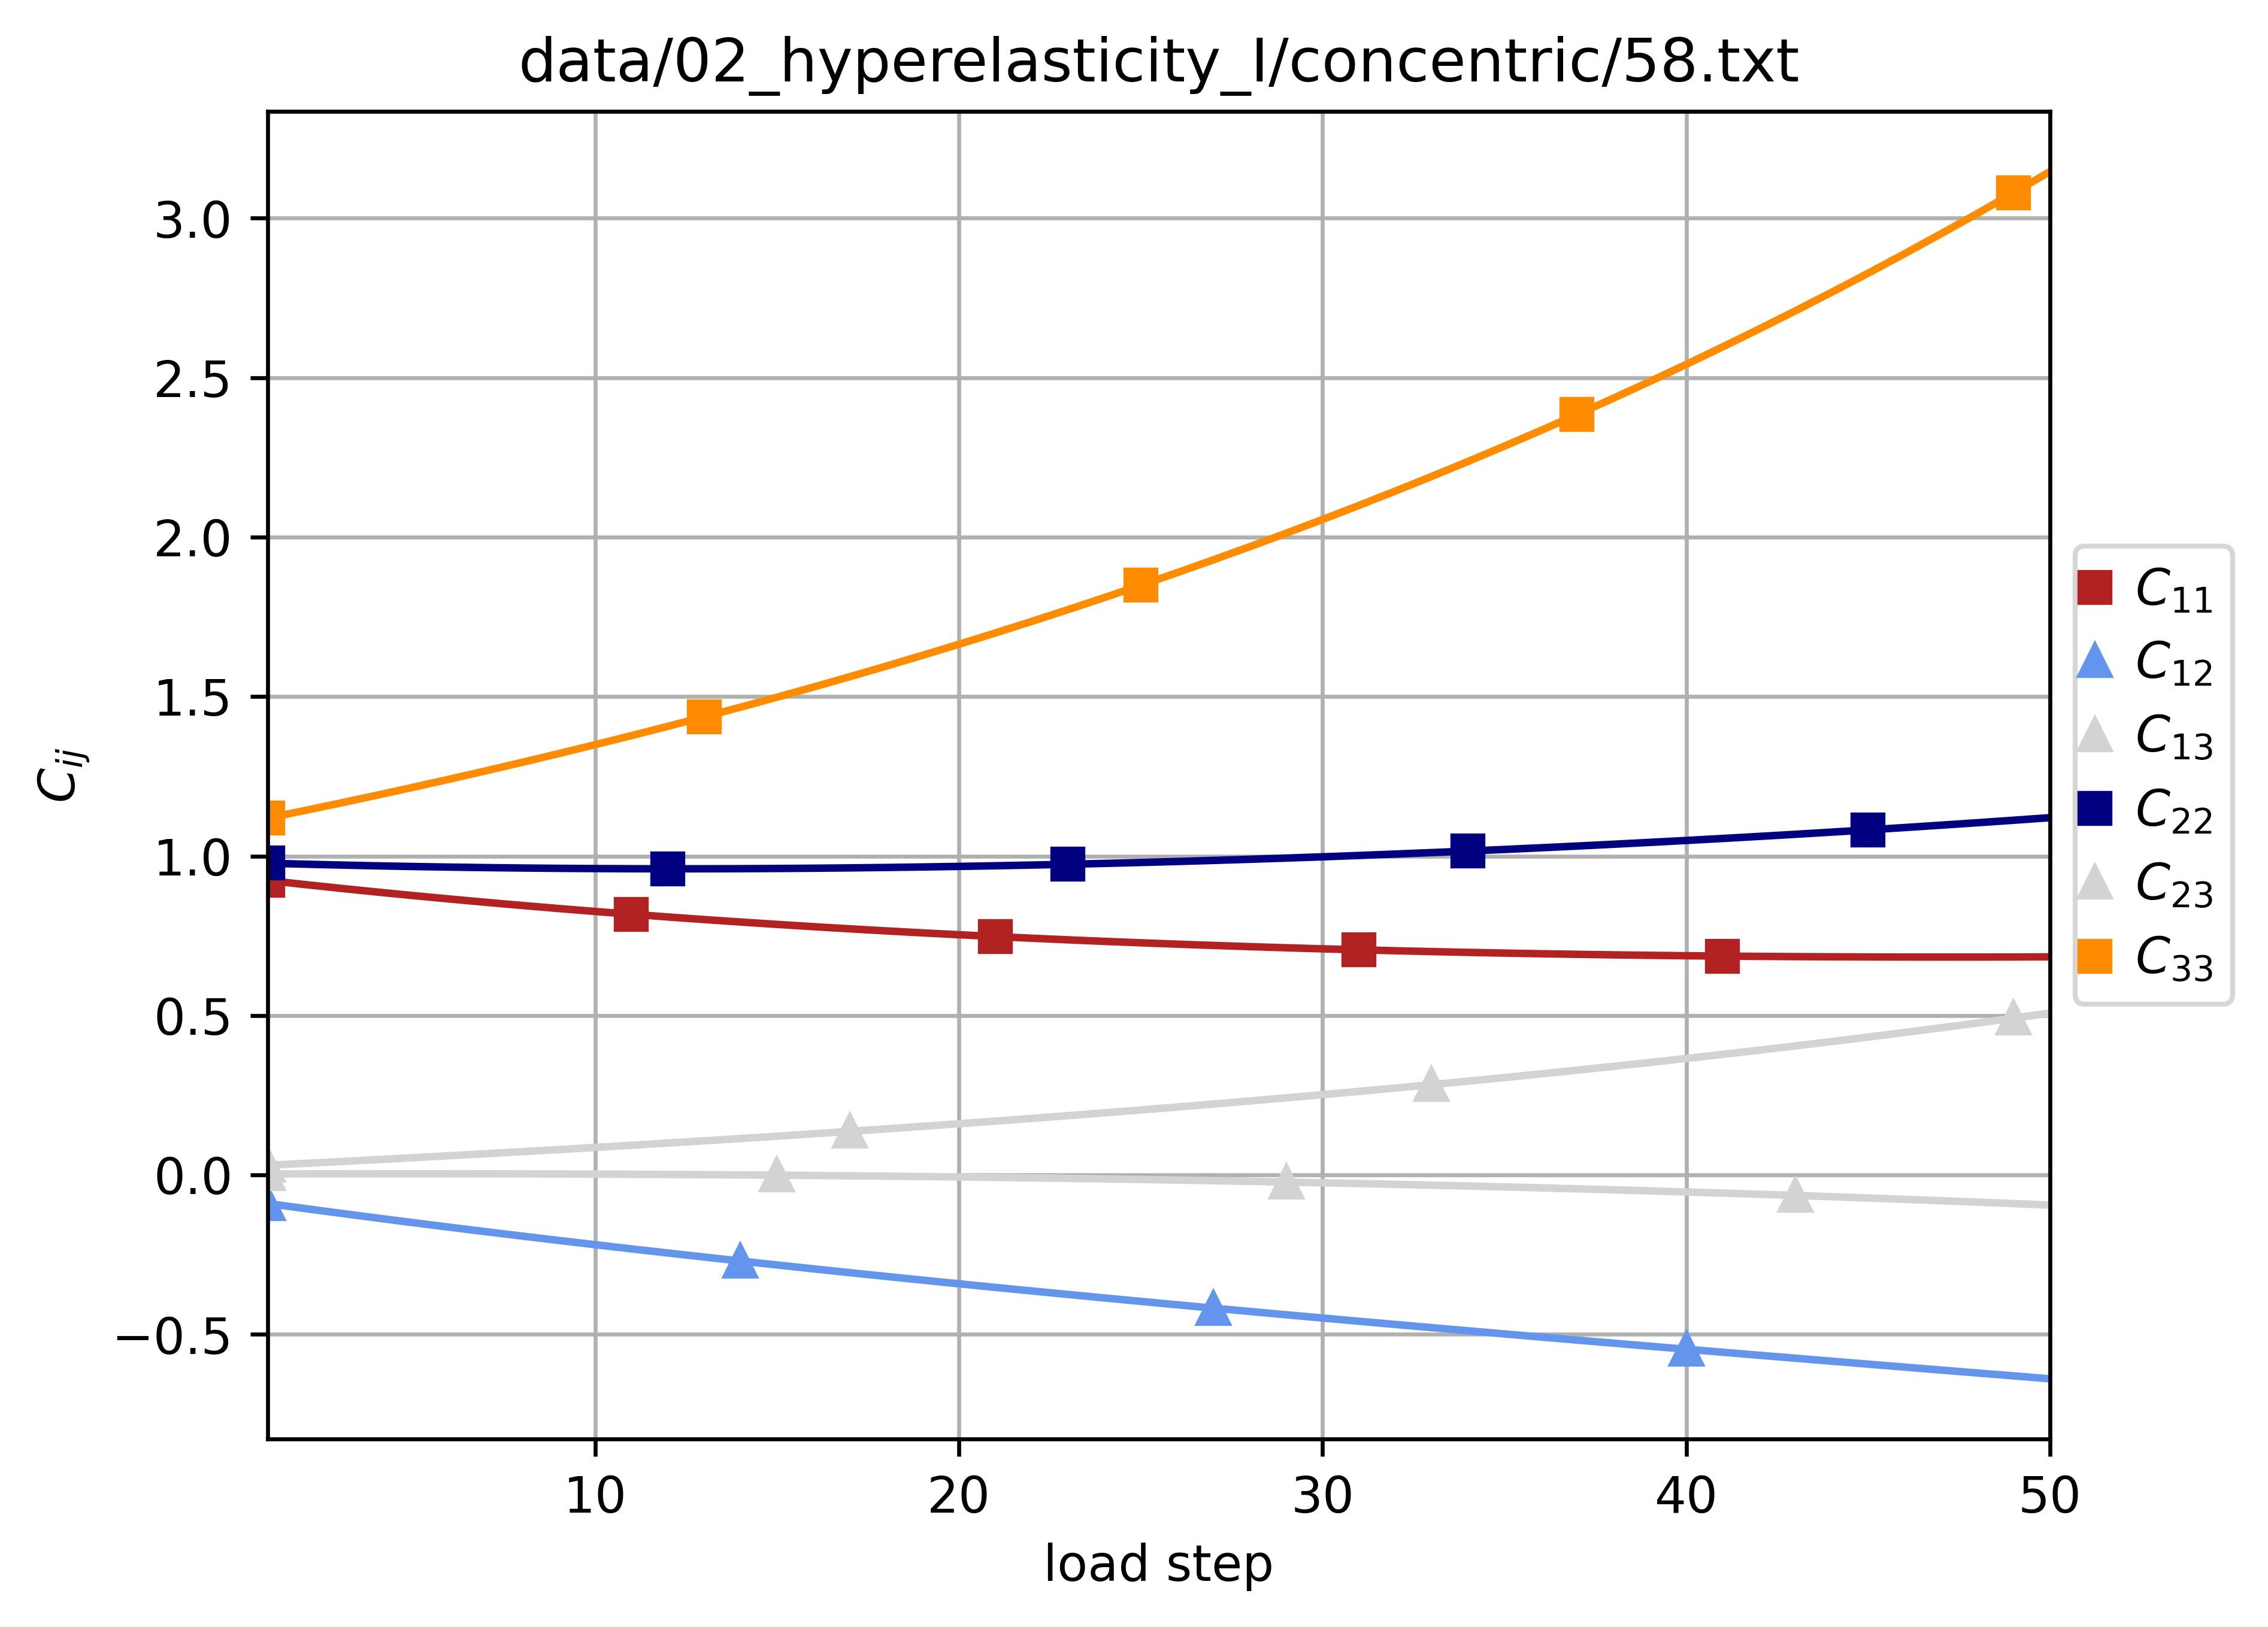 data/02_hyperelasticity_I/concentric/58.txt
3.0
2.5
2.0
1.5
1.0
0.5
0.0
−0.5
C_{ij}
10 20 30 40 50
load step
C_{11}
C_{12}
C_{13}
C_{22}
C_{23}
C_{33}